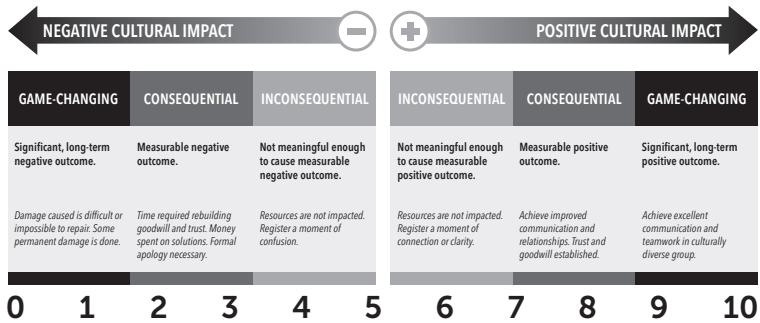 NEGATIVE CULTURAL IMPACT
POSITIVE CULTURAL IMPACT
GAME-CHANGING
CONSEQUENTIAL
INCONSEQUENTIAL
INCONSEQUENTIAL
CONSEQUENTIAL
GAME-CHANGING
Significant, long-term
negative outcome.
Measurable negative
outcome.
Not meaningful enough
to cause measurable
negative outcome.
Not meaningful enough
to cause measurable
positive outcome.
Measurable positive
outcome.
Significant, long-term
positive outcome.
Damage caused is difficult or
impossible to repair. Some
permanent damage is done.
Time required rebuilding
goodwill and trust. Money
spent on solutions. Formal
apology necessary.
Resources are not impacted.
Register a moment of
confusion.
Resources are not impacted.
Register a moment of
connection or clarity.
Achieve improved
communication and
relationships. Trust and
goodwill established.
Achieve excellent
communication and
teamwork in culturally
diverse group.
0 1 2 3 4 5 6 7 8 9 10